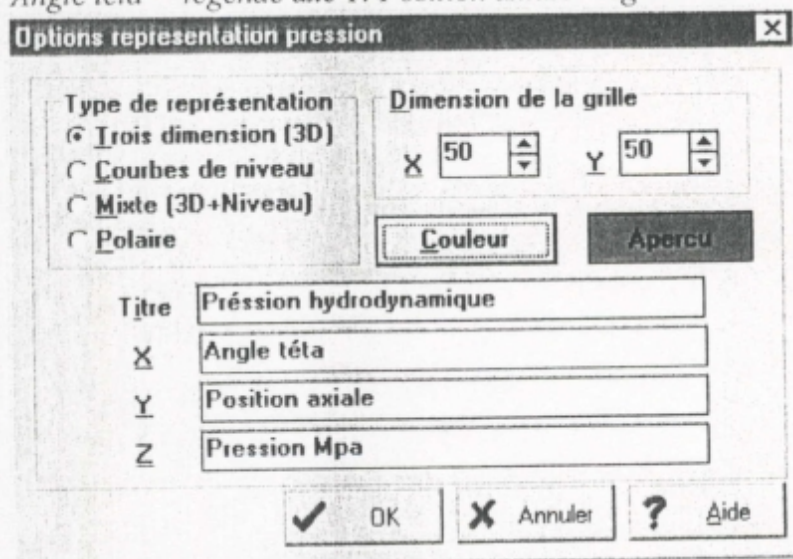 Options representation pression
Type de représentation
Trois dimension (3D)
Courbes de niveau
Mixte (3D+Niveau)
Polaire
Dimension de la grille
X 50 Y 50
Couleur Apercu
Titre Préssion hydrodynamique
X Angle téta
Y Position axiale
Z Pression Mpa
OK Annuler Aide